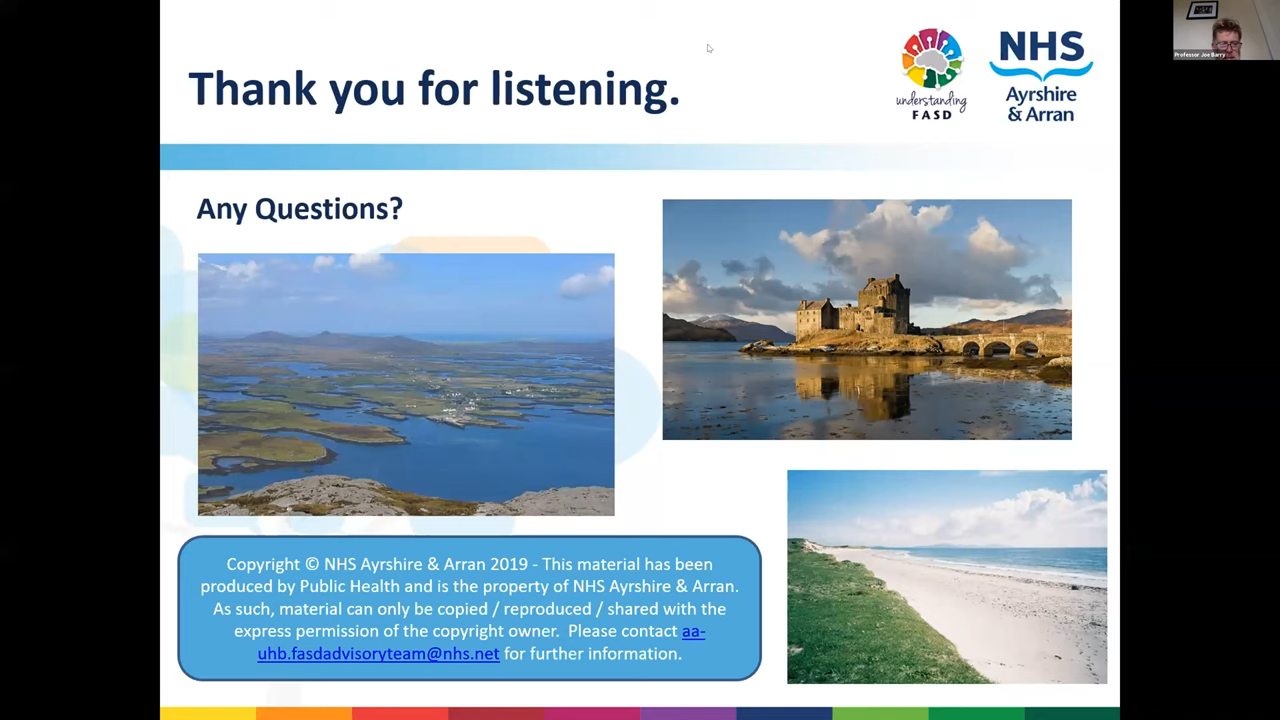 Thank you for listening.
understanding
FASD
NHS
Ayrshire
& Arran
Professor Joe Barry
Any Questions?
Copyright © NHS Ayrshire & Arran 2019 - This material has been
produced by Public Health and is the property of NHS Ayrshire & Arran.
As such, material can only be copied / reproduced / shared with the
express permission of the copyright owner.  Please contact aa-
uhb.fasdadvisoryteam@nhs.net for further information.